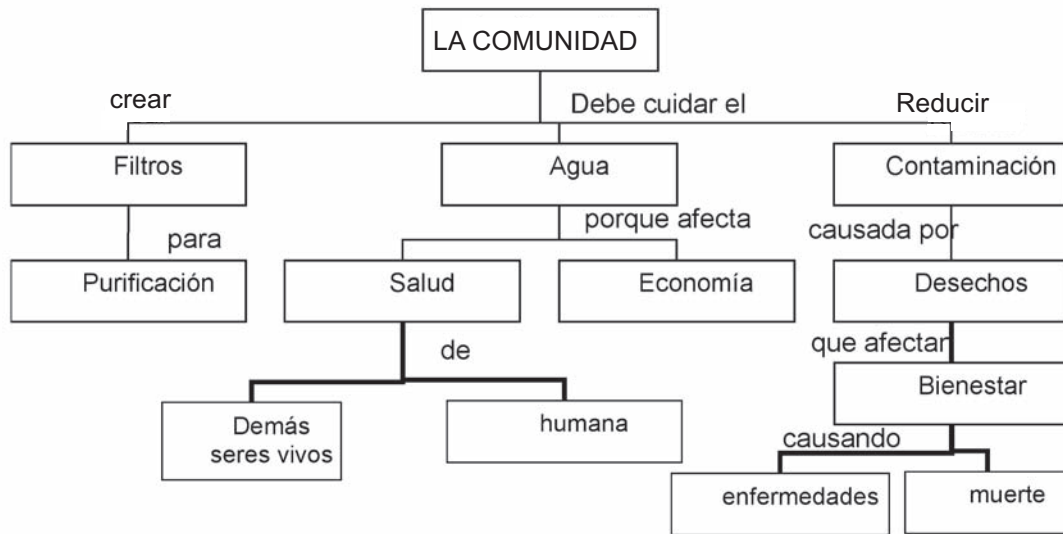 LA COMUNIDAD
crear
Debe cuidar el
Reducir
Filtros
Agua
Contaminación
para
porque afecta
causada por
Purificación
Salud
Economía
Desechos
de
que afectan
Bienestar
Demás
seres vivos
humana
causando
enfermedades
muerte